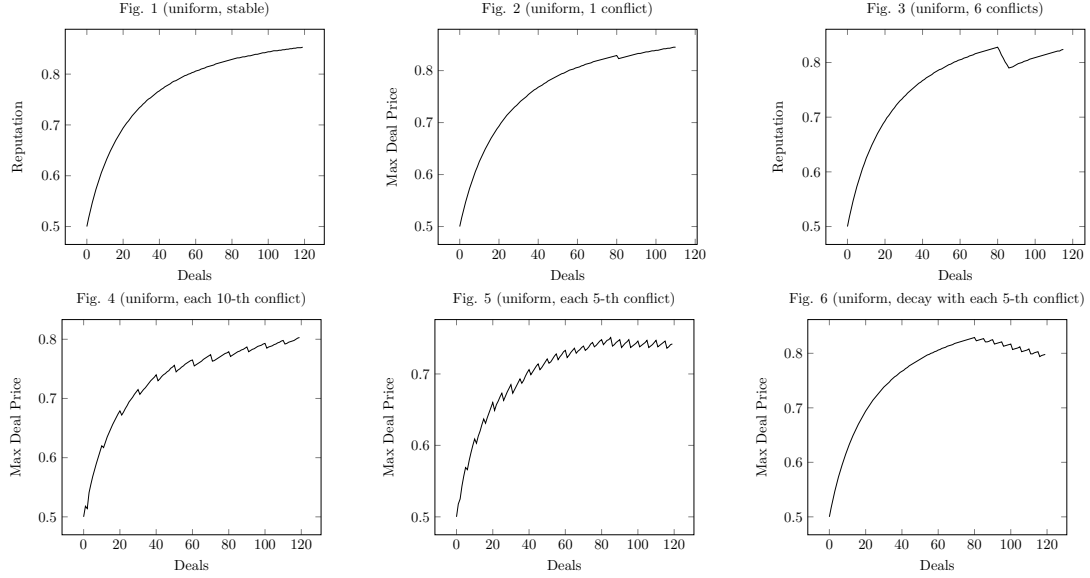 Fig. 1 (uniform, stable)
0.8
0.7
0.6
0.5
Reputation
0 20 40 60 80 100 120
Deals
Fig. 2 (uniform, 1 conflict)
0.8
0.7
0.6
0.5
Max Deal Price
0 20 40 60 80 100 120
Deals
Fig. 3 (uniform, 6 conflicts)
0.8
0.7
0.6
0.5
Reputation
0 20 40 60 80 100 120
Deals
Fig. 4 (uniform, each 10-th conflict)
0.8
0.7
0.6
0.5
Max Deal Price
0 20 40 60 80 100 120
Deals
Fig. 5 (uniform, each 5-th conflict)
0.7
0.6
0.5
Max Deal Price
0 20 40 60 80 100 120
Deals
Fig. 6 (uniform, decay with each 5-th conflict)
0.8
0.7
0.6
0.5
Max Deal Price
0 20 40 60 80 100 120
Deals